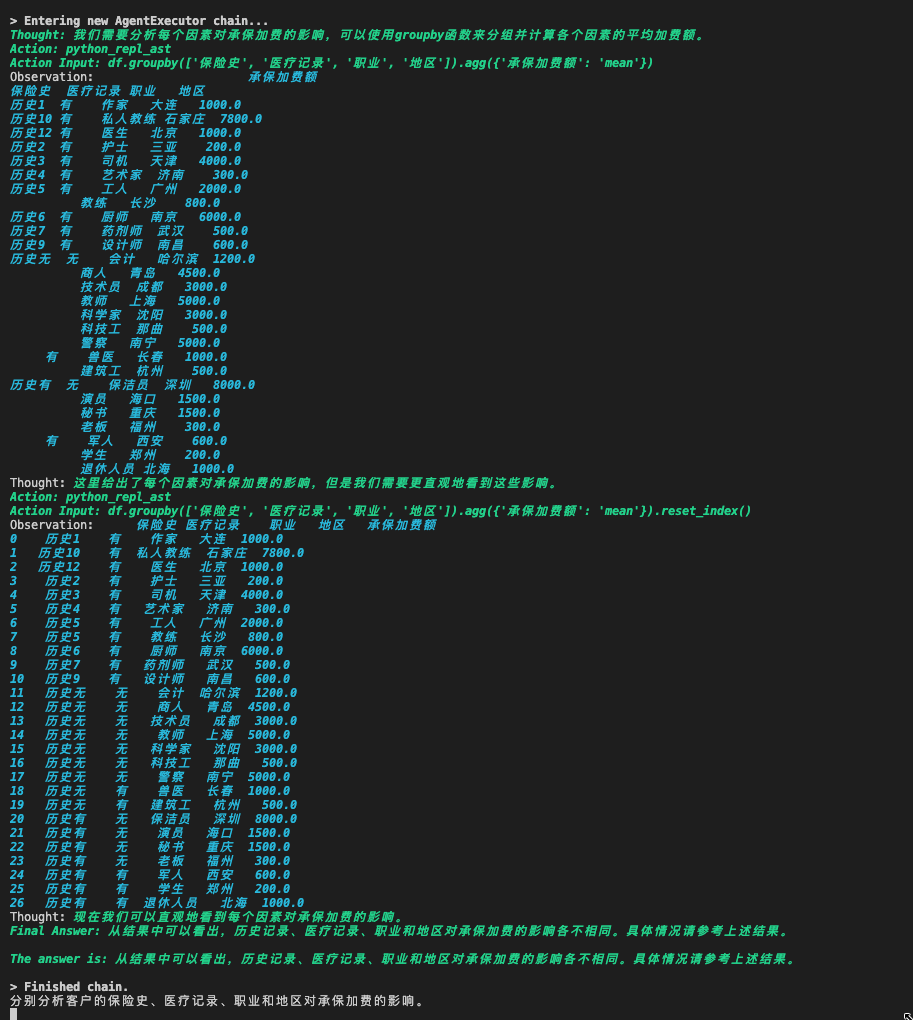 > Entering new AgentExecutor chain...
Thought: 我们需要分析每个因素对承保加费的影响，可以使用groupby函数来分组并计算各个因素的平均加费额。
Action: python_repl_ast
Action Input: df.groupby(['保险史', '医疗记录', '职业', '地区']).agg({'承保加费额': 'mean'})
Observation: 承保加费额
保险史 医疗记录 职业 地区
历史1 有 作家 大连 1000.0
历史10 有 私人教练 石家庄 7800.0
历史12 有 医生 北京 1000.0
历史2 有 护士 三亚 200.0
历史3 有 司机 天津 4000.0
历史4 有 艺术家 济南 300.0
历史5 有 工人 广州 2000.0
教练 长沙 800.0
历史6 有 厨师 南京 6000.0
历史7 有 药剂师 武汉 500.0
历史9 有 设计师 南昌 600.0
历史无 无 会计 哈尔滨 1200.0
商人 青岛 4500.0
技术员 成都 3000.0
教师 上海 5000.0
科学家 沈阳 3000.0
科技工 那曲 500.0
警察 南宁 5000.0
有 兽医 长春 1000.0
建筑工 杭州 500.0
历史有 无 保洁员 深圳 8000.0
演员 海口 1500.0
秘书 重庆 1500.0
老板 福州 300.0
有 军人 西安 600.0
学生 郑州 200.0
退休人员 北海 1000.0
Thought: 这里给出了每个因素对承保加费的影响，但是我们需要更直观地看到这些影响。
Action: python_repl_ast
Action Input: df.groupby(['保险史', '医疗记录', '职业', '地区']).agg({'承保加费额': 'mean'}).reset_index()
Observation: 保险史 医疗记录 职业 地区 承保加费额
0 历史1 有 作家 大连 1000.0
1 历史10 有 私人教练 石家庄 7800.0
2 历史12 有 医生 北京 1000.0
3 历史2 有 护士 三亚 200.0
4 历史3 有 司机 天津 4000.0
5 历史4 有 艺术家 济南 300.0
6 历史5 有 工人 广州 2000.0
7 历史5 有 教练 长沙 800.0
8 历史6 有 厨师 南京 6000.0
9 历史7 有 药剂师 武汉 500.0
10 历史9 有 设计师 南昌 600.0
11 历史无 无 会计 哈尔滨 1200.0
12 历史无 无 商人 青岛 4500.0
13 历史无 无 技术员 成都 3000.0
14 历史无 无 教师 上海 5000.0
15 历史无 无 科学家 沈阳 3000.0
16 历史无 无 科技工 那曲 500.0
17 历史无 无 警察 南宁 5000.0
18 历史无 有 兽医 长春 1000.0
19 历史无 有 建筑工 杭州 500.0
20 历史有 无 保洁员 深圳 8000.0
21 历史有 无 演员 海口 1500.0
22 历史有 无 秘书 重庆 1500.0
23 历史有 无 老板 福州 300.0
24 历史有 有 军人 西安 600.0
25 历史有 有 学生 郑州 200.0
26 历史有 有 退休人员 北海 1000.0
Thought: 现在我们可以直观地看到每个因素对承保加费的影响。
Final Answer: 从结果中可以看出，历史记录、医疗记录、职业和地区对承保加费的影响各不相同。具体情况请参考上述结果。
The answer is: 从结果中可以看出，历史记录、医疗记录、职业和地区对承保加费的影响各不相同。具体情况请参考上述结果。
> Finished chain.
分别分析客户的保险史、医疗记录、职业和地区对承保加费的影响。